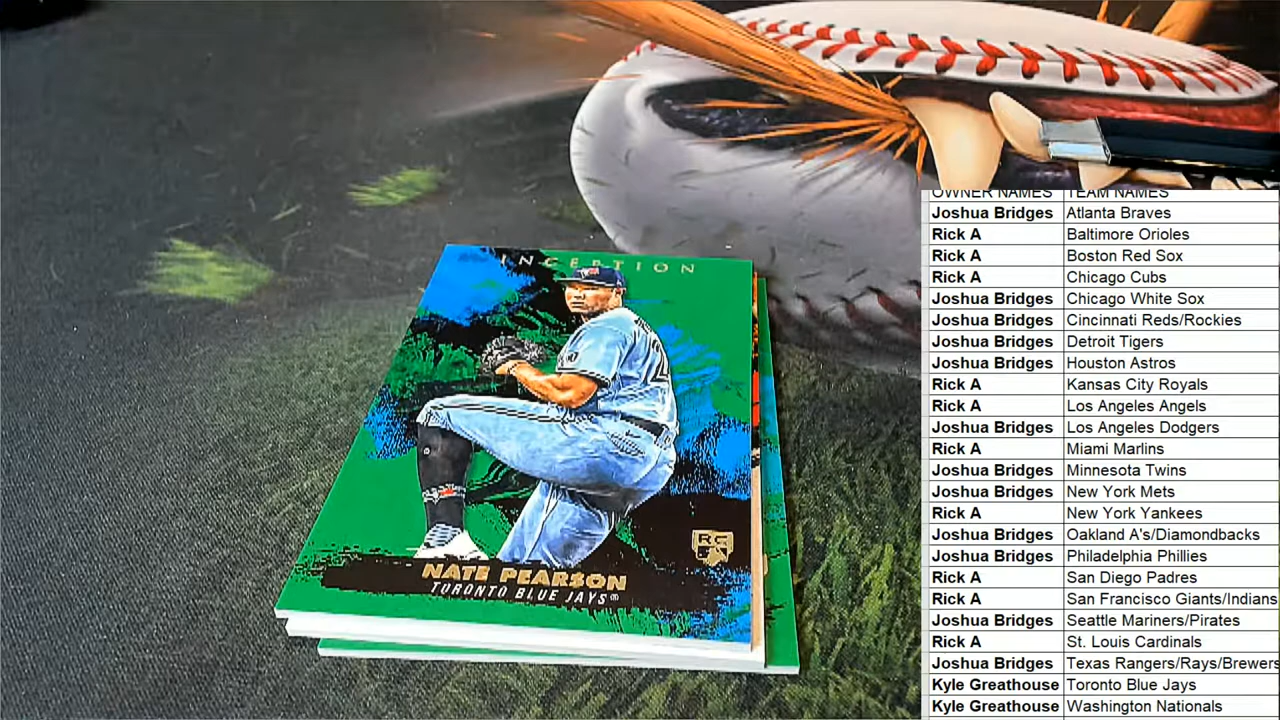 INCEPTION
RC
NATE PEARSON
TORONTO BLUE JAYS®
OWNER NAMES TEAM NAMES
Joshua Bridges Atlanta Braves
Rick A Baltimore Orioles
Rick A Boston Red Sox
Rick A Chicago Cubs
Joshua Bridges Chicago White Sox
Joshua Bridges Cincinnati Reds/Rockies
Joshua Bridges Detroit Tigers
Joshua Bridges Houston Astros
Rick A Kansas City Royals
Rick A Los Angeles Angels
Joshua Bridges Los Angeles Dodgers
Rick A Miami Marlins
Joshua Bridges Minnesota Twins
Joshua Bridges New York Mets
Rick A New York Yankees
Joshua Bridges Oakland A's/Diamondbacks
Joshua Bridges Philadelphia Phillies
Rick A San Diego Padres
Rick A San Francisco Giants/Indians
Joshua Bridges Seattle Mariners/Pirates
Rick A St. Louis Cardinals
Joshua Bridges Texas Rangers/Rays/Brewers
Kyle Greathouse Toronto Blue Jays
Kyle Greathouse Washington Nationals